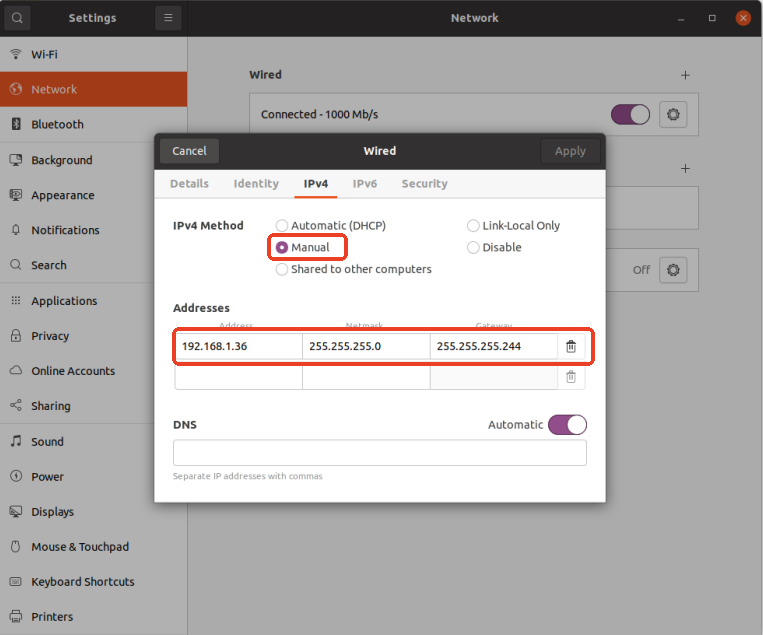 Settings
Network
Wi-Fi
Network
Bluetooth
Background
Appearance
Notifications
Search
Applications
Privacy
Online Accounts
Sharing
Sound
Power
Displays
Mouse & Touchpad
Keyboard Shortcuts
Printers
Wired
Connected - 1000 Mb/s
Off
Cancel
Wired
Apply
Details Identity IPv4 IPv6 Security
IPv4 Method
Automatic (DHCP)
Link-Local Only
Manual
Disable
Shared to other computers
Addresses
Address Netmask Gateway
192.168.1.36 255.255.255.0 255.255.255.244
DNS
Automatic
Separate IP addresses with commas